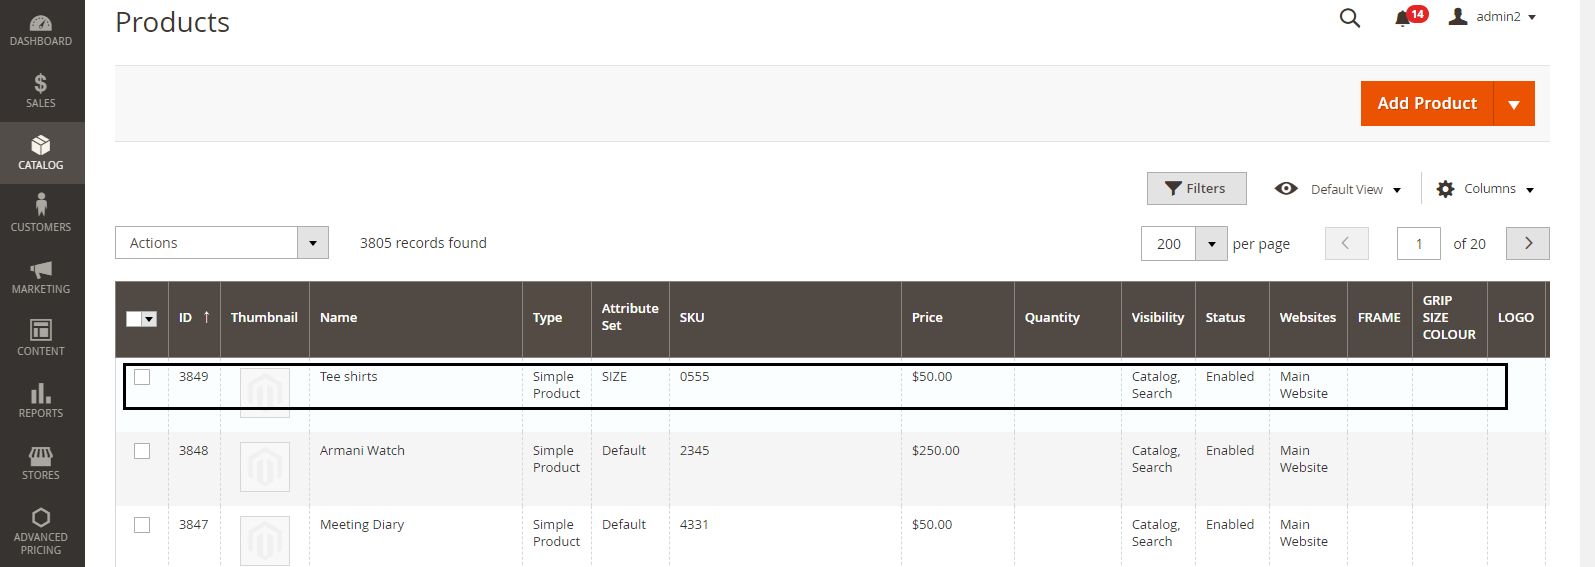 Products
14
admin2
DASHBOARD
SALES
CATALOG
CUSTOMERS
MARKETING
CONTENT
REPORTS
STORES
ADVANCED
PRICING
Add Product
Filters
Default View
Columns
Actions
3805 records found
200
per page
1
of 20
ID ↑ Thumbnail Name Type Attribute Set SKU Price Quantity Visibility Status Websites FRAME GRIP SIZE COLOUR LOGO
3849 Tee shirts Simple Product SIZE 0555 $50.00 Catalog, Search Enabled Main Website
3848 Armani Watch Simple Product Default 2345 $250.00 Catalog, Search Enabled Main Website
3847 Meeting Diary Simple Product Default 4331 $50.00 Catalog, Search Enabled Main Website